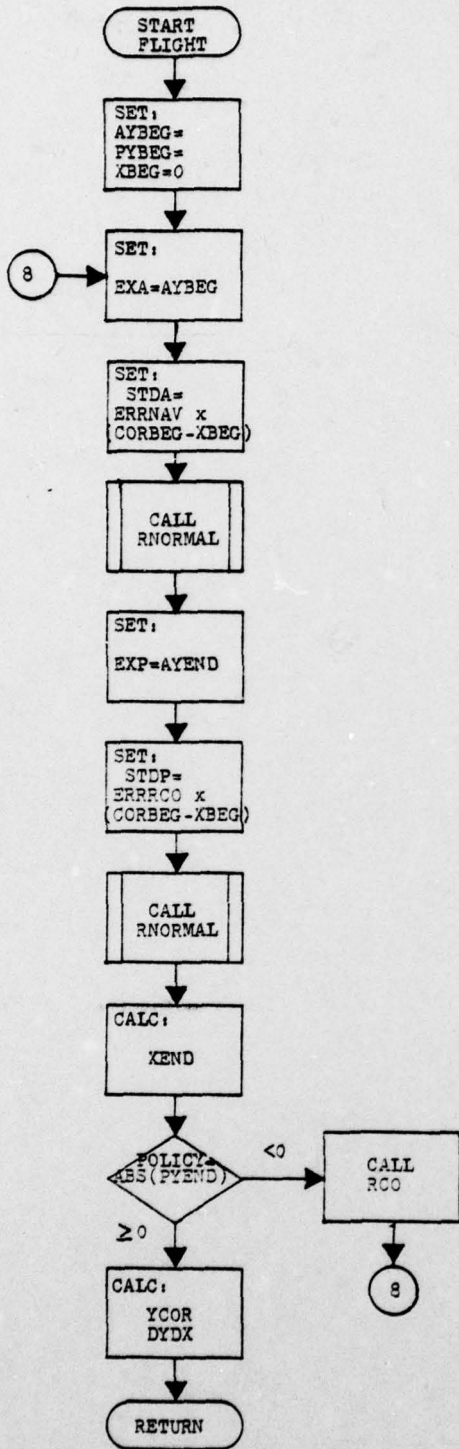 START
FLIGHT
SET:
AYBEG=
PYBEG=
XBEG=0
8
SET:
EXA=AYBEG
SET:
STDA=
ERRNAV x
(CORBEG-XBEG)
CALL
RNORMAL
SET:
EXP=AYEND
SET:
STDP=
ERRRCO x
(CORBEG-XBEG)
CALL
RNORMAL
CALC:
XEND
POLICY-
ABS(PYEND)
<0
CALL
RCO
≥0
8
CALC:
YCOR
DYDX
RETURN